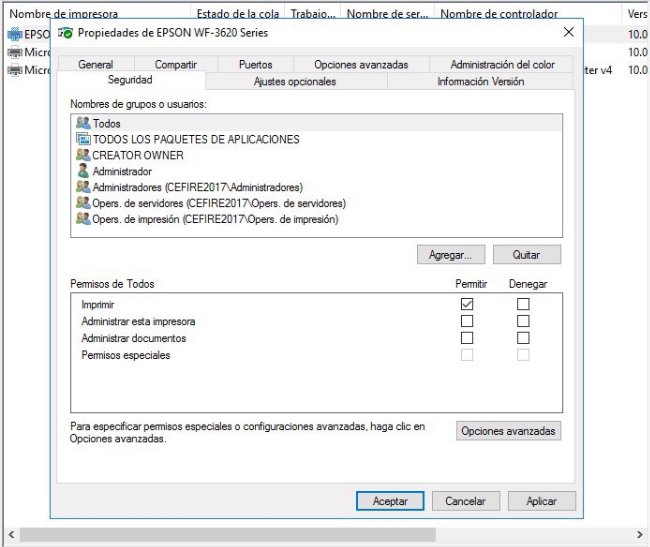 Nombre de impresora Estado de la cola Trabajo... Nombre de ser... Nombre de controlador Vers
EPSO 10.0
Micro 10.0
Micro ter v4 10.0
Propiedades de EPSON WF-3620 Series
General Compartir Puertos Opciones avanzadas Administración del color
Seguridad Ajustes opcionales Información Versión
Nombres de grupos o usuarios:
Todos
TODOS LOS PAQUETES DE APLICACIONES
CREATOR OWNER
Administrador
Administradores (CEFIRE2017\Administradores)
Opers. de servidores (CEFIRE2017\Opers. de servidores)
Opers. de impresión (CEFIRE2017\Opers. de impresión)
Agregar... Quitar
Permisos de Todos Permitir Denegar
Imprimir
Administrar esta impresora
Administrar documentos
Permisos especiales
Para especificar permisos especiales o configuraciones avanzadas, haga clic en
Opciones avanzadas.
Opciones avanzadas
Aceptar Cancelar Aplicar